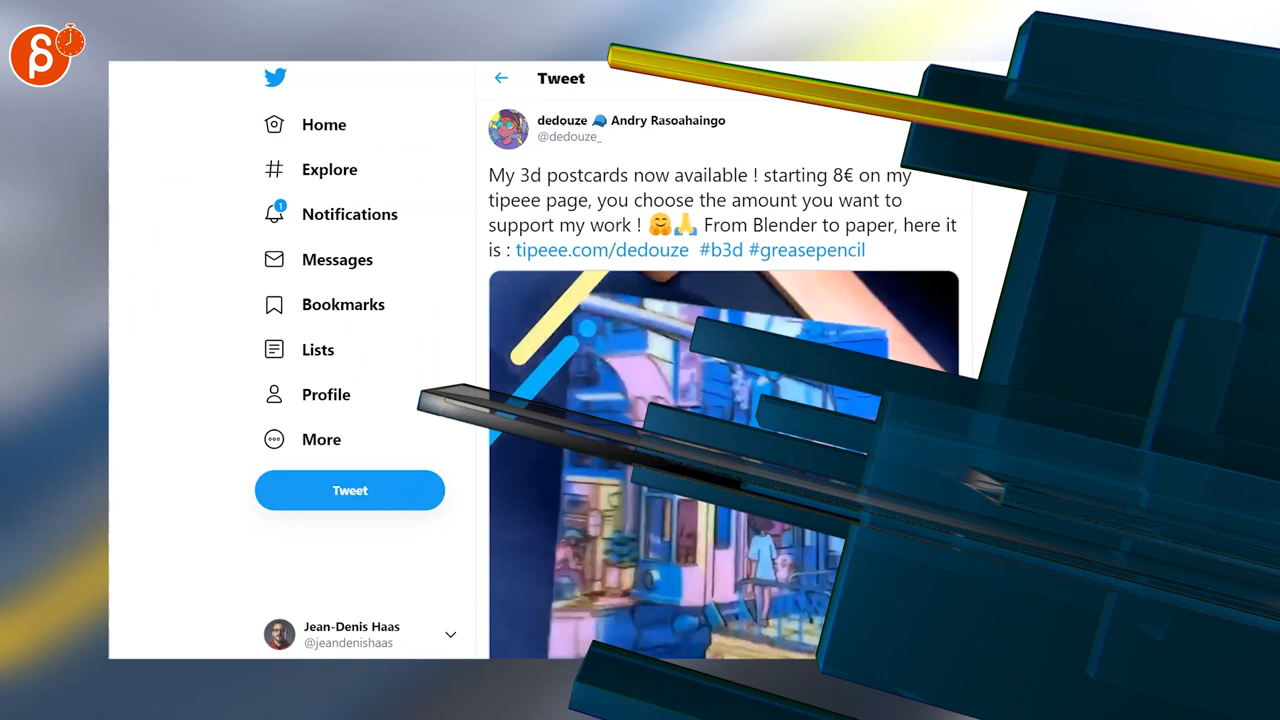 Home
Explore
1
Notifications
Messages
Bookmarks
Lists
Profile
More
Tweet
Jean-Denis Haas
@jeandenishaas
Tweet
dedouze 🧢 Andry Rasoahaingo
@dedouze_
My 3d postcards now available ! starting 8€ on my
tipeee page, you choose the amount you want to
support my work ! 🤗🙏 From Blender to paper, here it
is : tipeee.com/dedouze #b3d #greasepencil